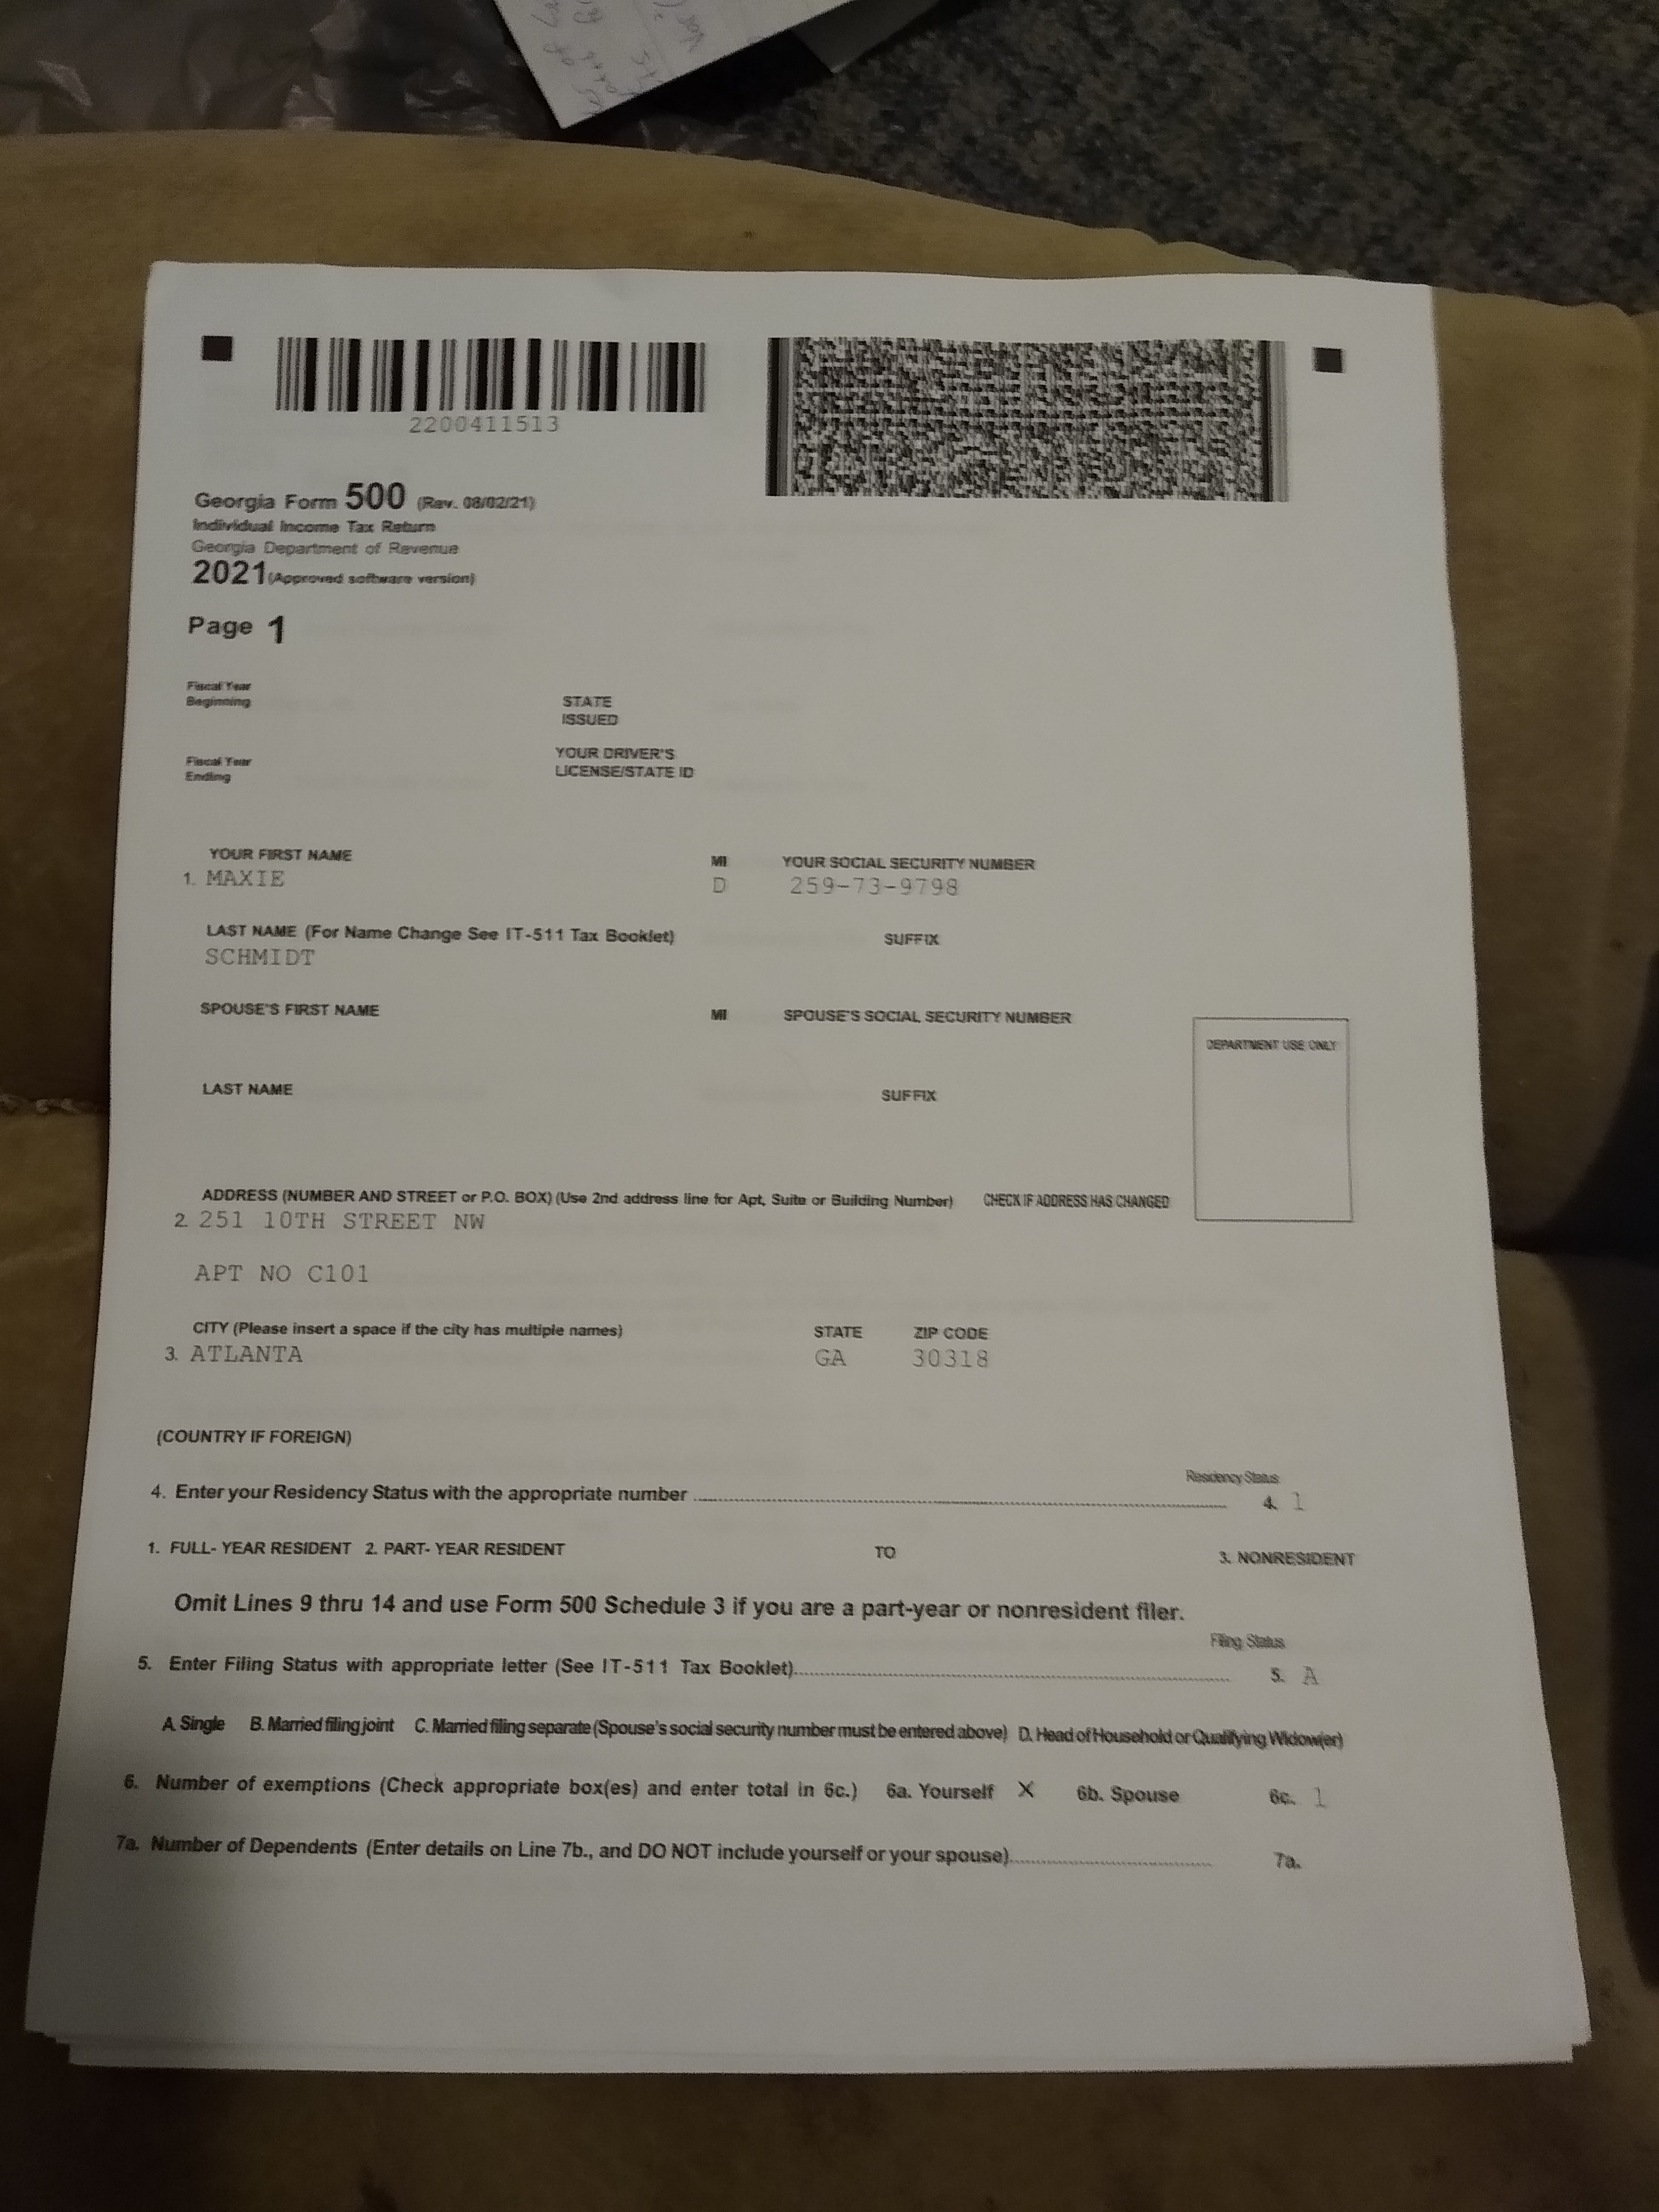 2200411513
Georgia Form 500 (Rev. 08/02/21)
Individual Income Tax Return
Georgia Department of Revenue
2021 (Approved software version)
Page 1
Fiscal Year
Beginning
STATE
ISSUED
Fiscal Year
Ending
YOUR DRIVER'S
LICENSE/STATE ID
YOUR FIRST NAME MI YOUR SOCIAL SECURITY NUMBER
1. MAXIE D 259-73-9798
LAST NAME (For Name Change See IT-511 Tax Booklet) SUFFIX
SCHMIDT
SPOUSE'S FIRST NAME MI SPOUSE'S SOCIAL SECURITY NUMBER
DEPARTMENT USE ONLY
LAST NAME SUFFIX
ADDRESS (NUMBER AND STREET or P.O. BOX) (Use 2nd address line for Apt, Suite or Building Number) CHECK IF ADDRESS HAS CHANGED
2. 251 10TH STREET NW
APT NO C101
CITY (Please insert a space if the city has multiple names) STATE ZIP CODE
3. ATLANTA GA 30318
(COUNTRY IF FOREIGN)
Residency Status
4. Enter your Residency Status with the appropriate number 4. 1
1. FULL- YEAR RESIDENT 2. PART- YEAR RESIDENT TO 3. NONRESIDENT
Omit Lines 9 thru 14 and use Form 500 Schedule 3 if you are a part-year or nonresident filer.
Filing Status
5. Enter Filing Status with appropriate letter (See IT-511 Tax Booklet) 5. A
A. Single B. Married filing joint C. Married filing separate (Spouse's social security number must be entered above) D. Head of Household or Qualifying Widow(er)
6. Number of exemptions (Check appropriate box(es) and enter total in 6c.) 6a. Yourself X 6b. Spouse 6c. 1
7a. Number of Dependents (Enter details on Line 7b., and DO NOT include yourself or your spouse) 7a.